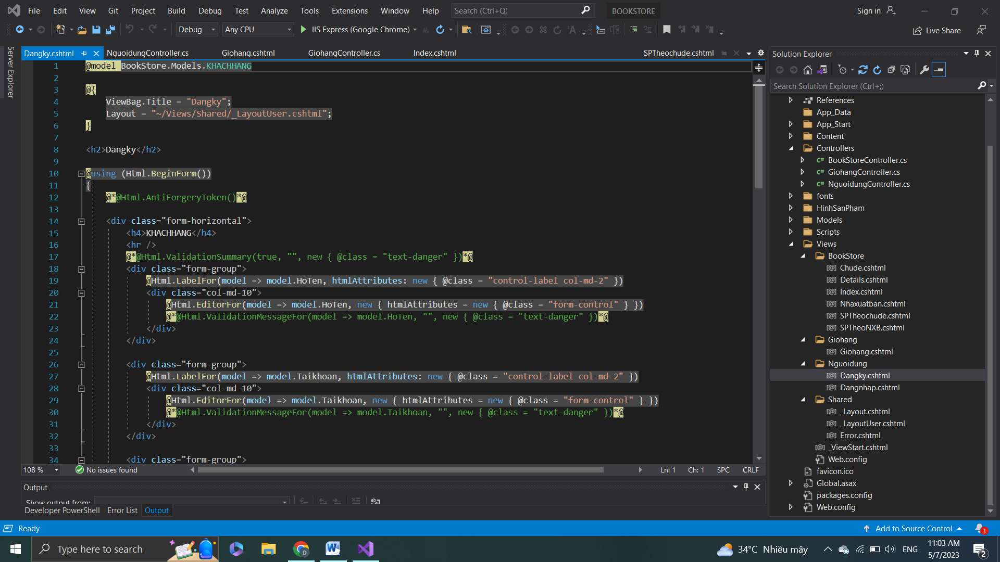 File Edit View Git Project Build Debug Test Analyze Tools Extensions Window Help Search (Ctrl+Q) BOOKSTORE Sign in
Debug Any CPU IIS Express (Google Chrome) Live Share
Server Explorer
Dangky.cshtml NguoidungController.cs Giohang.cshtml GiohangController.cs Index.cshtml SPTheochude.cshtml
1 @model BookStore.Models.KHACHHANG
2
3 @{
4 ViewBag.Title = "Dangky";
5 Layout = "~/Views/Shared/_LayoutUser.cshtml";
6 }
7
8 <h2>Dangky</h2>
9
10 @using (Html.BeginForm())
11 {
12 @*@Html.AntiForgeryToken()*@
13
14 <div class="form-horizontal">
15 <h4>KHACHHANG</h4>
16 <hr />
17 @*@Html.ValidationSummary(true, "", new { @class = "text-danger" })*@
18 <div class="form-group">
19 @Html.LabelFor(model => model.HoTen, htmlAttributes: new { @class = "control-label col-md-2" })
20 <div class="col-md-10">
21 @Html.EditorFor(model => model.HoTen, new { htmlAttributes = new { @class = "form-control" } })
22 @*@Html.ValidationMessageFor(model => model.HoTen, "", new { @class = "text-danger" })*@
23 </div>
24 </div>
25
26 <div class="form-group">
27 @Html.LabelFor(model => model.Taikhoan, htmlAttributes: new { @class = "control-label col-md-2" })
28 <div class="col-md-10">
29 @Html.EditorFor(model => model.Taikhoan, new { htmlAttributes = new { @class = "form-control" } })
30 @*@Html.ValidationMessageFor(model => model.Taikhoan, "", new { @class = "text-danger" })*@
31 </div>
32 </div>
33
34 <div class="form-group">
108 % No issues found Ln: 1 Ch: 1 SPC CRLF
Output
Show output from:
Developer PowerShell Error List Output
Solution Explorer
Search Solution Explorer (Ctrl+;)
References
App_Data
App_Start
Content
Controllers
C# BookStoreController.cs
C# GiohangController.cs
C# NguoidungController.cs
fonts
HinhSanPham
Models
Scripts
Views
BookStore
[@] Chude.cshtml
[@] Details.cshtml
[@] Index.cshtml
[@] Nhaxuatban.cshtml
[@] SPTheochude.cshtml
[@] SPTheoNXB.cshtml
Giohang
[@] Giohang.cshtml
Nguoidung
[@] Dangky.cshtml
[@] Dangnhap.cshtml
Shared
[@] _Layout.cshtml
[@] _LayoutUser.cshtml
[@] Error.cshtml
[@] _ViewStart.cshtml
Web.config
favicon.ico
Global.asax
packages.config
Web.config
Ready Add to Source Control 3
Type here to search D W 34°C Nhiều mây ENG 11:03 AM
5/7/2023 2